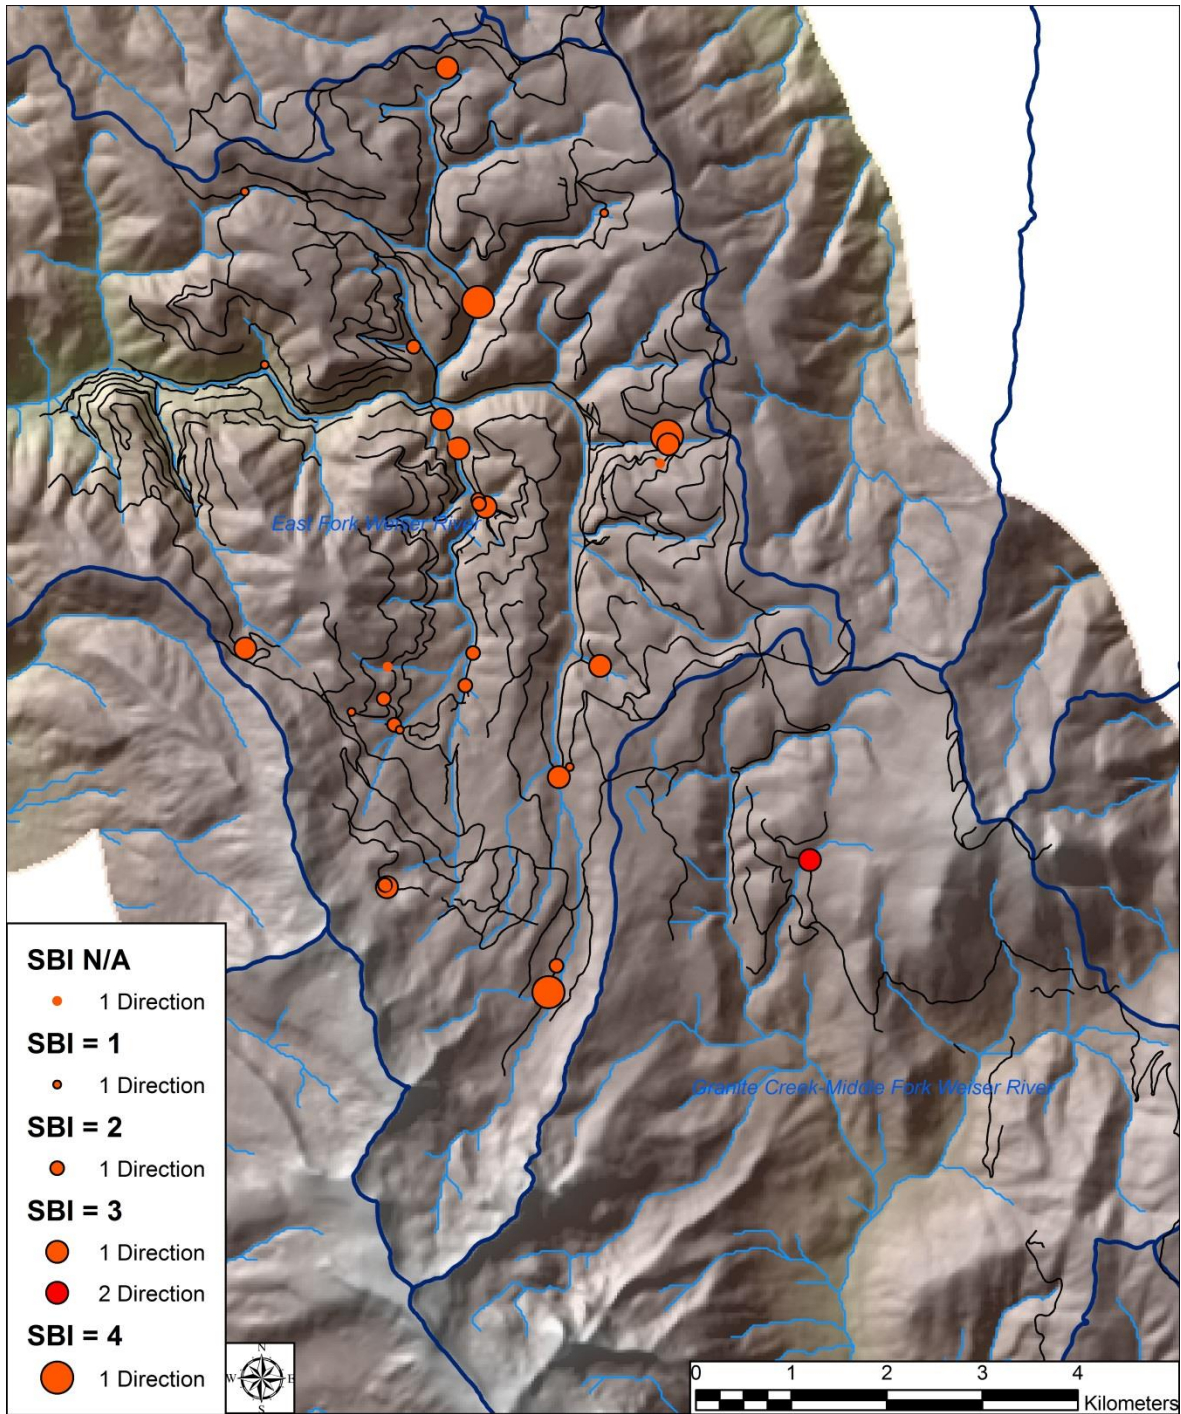 East Fork Weiser River
Granite Creek-Middle Fork Weiser River
SBI N/A
1 Direction
SBI = 1
1 Direction
SBI = 2
1 Direction
SBI = 3
1 Direction
2 Direction
SBI = 4
1 Direction
N
W E
S
0 1 2 3 4
Kilometers